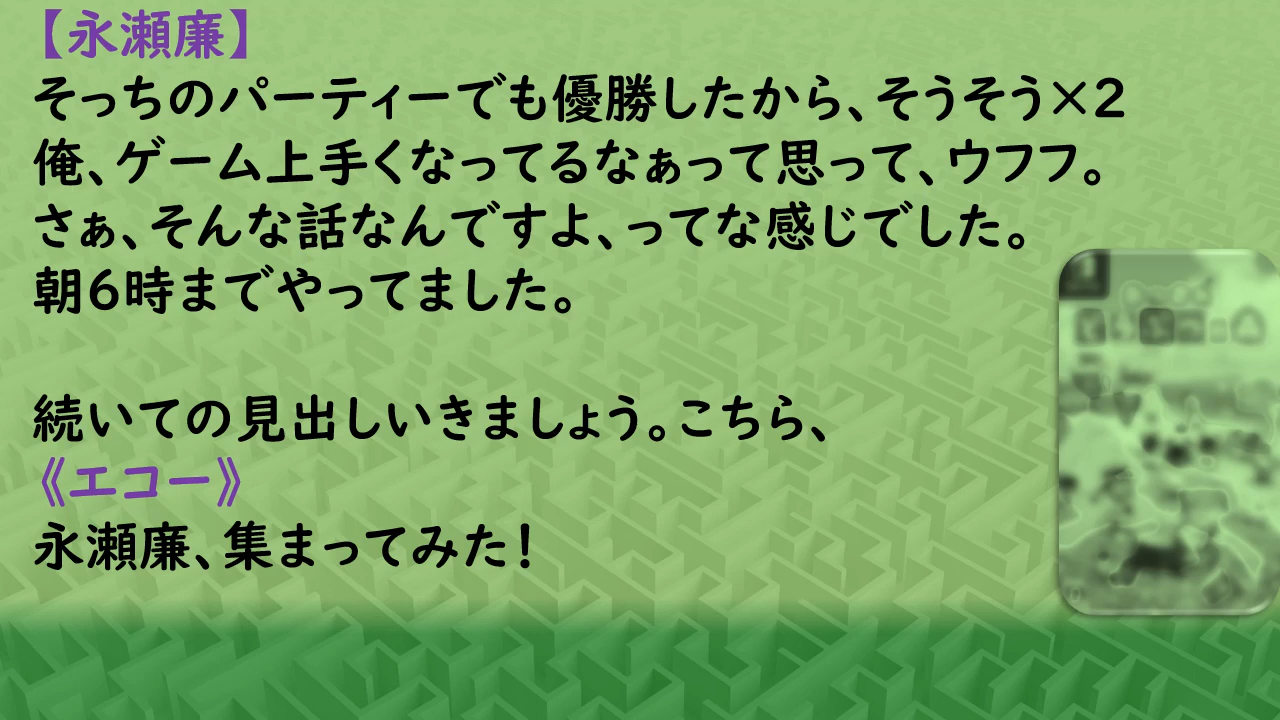 【永瀬廉】
そっちのパーティーでも優勝したから、そうそう×2
俺、ゲーム上手くなってるなぁって思って、ウフフ。
さぁ、そんな話なんですよ、ってな感じでした。
朝6時までやってました。
続いての見出しいきましょう。こちら、
《エコー》
永瀬廉、集まってみた!